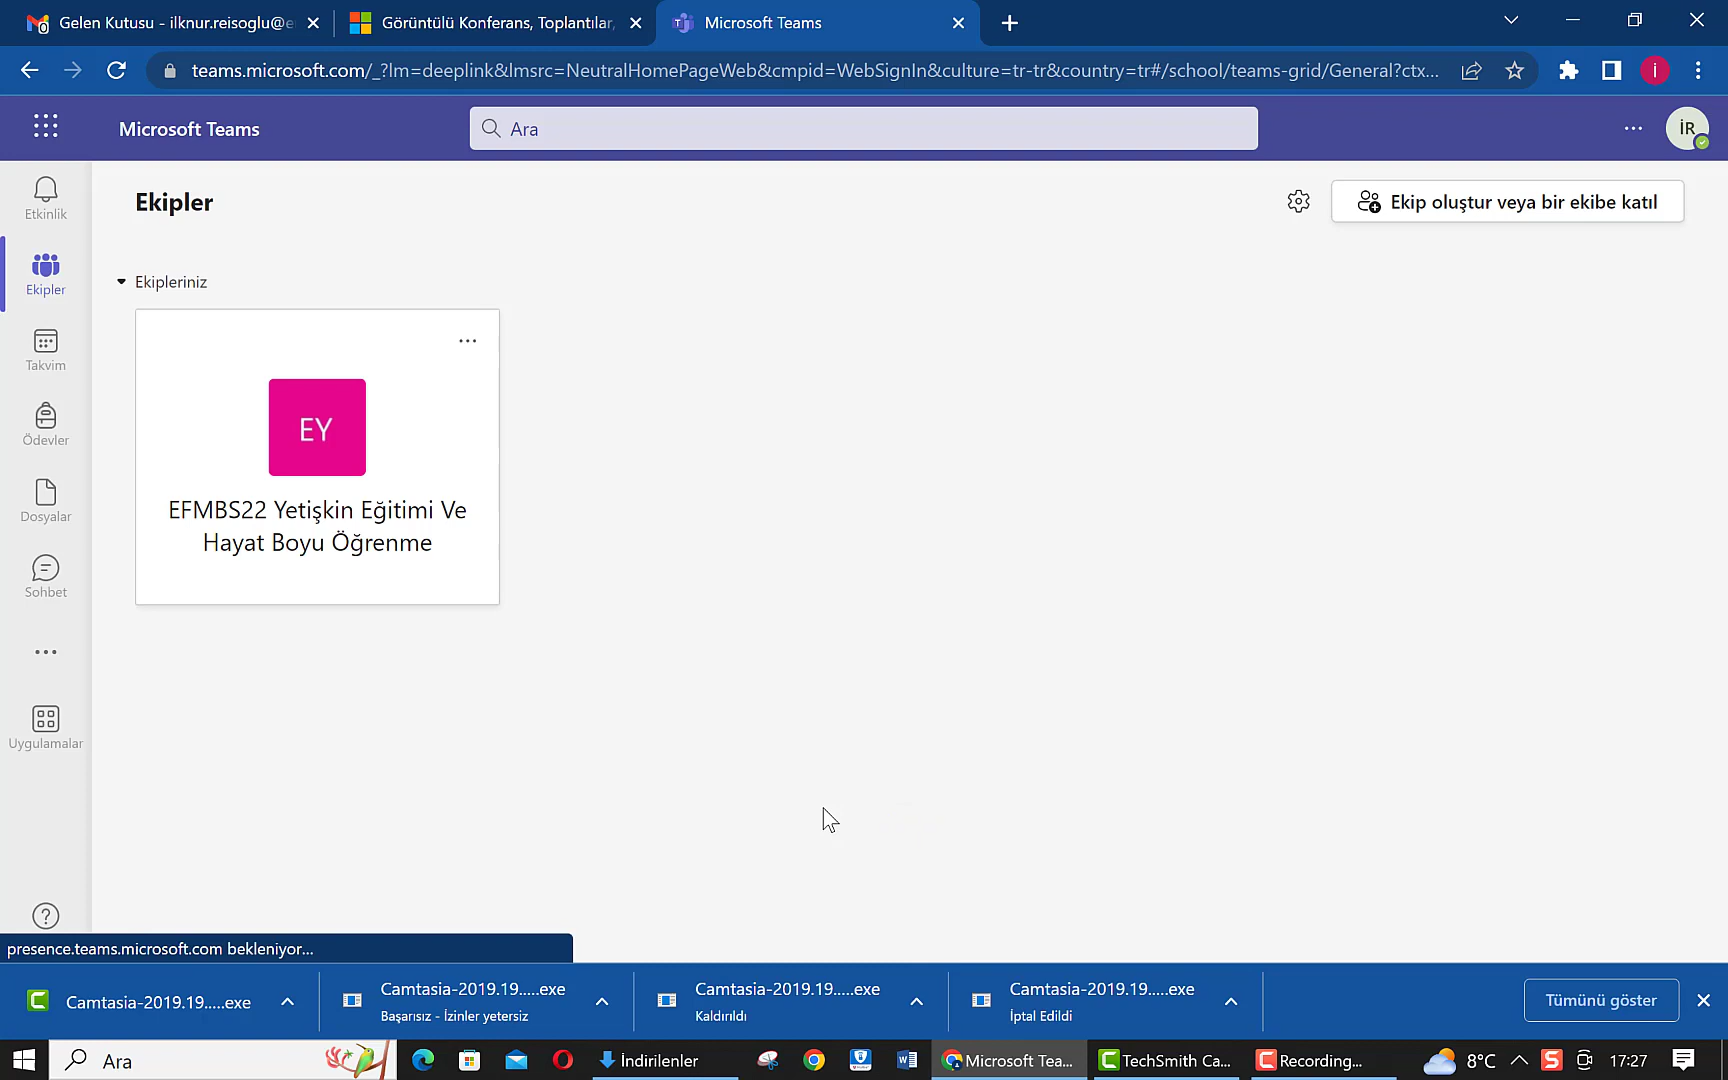 Gelen Kutusu - ilknur.reisoglu@e
Görüntülü Konferans, Toplantılar,
Microsoft Teams
teams.microsoft.com/_?lm=deeplink&lmsrc=NeutralHomePageWeb&cmpid=WebSignIn&culture=tr-tr&country=tr#/school/teams-grid/General?ctx...
i
Microsoft Teams
Ara
İR
Etkinlik
Ekipler
Takvim
Ödevler
Dosyalar
Sohbet
Uygulamalar
Ekipler
Ekip oluştur veya bir ekibe katıl
Ekipleriniz
EY
EFMBS22 Yetişkin Eğitimi Ve
Hayat Boyu Öğrenme
presence.teams.microsoft.com bekleniyor...
Camtasia-2019.19.....exe
Camtasia-2019.19.....exe
Başarısız - İzinler yetersiz
Camtasia-2019.19.....exe
Kaldırıldı
Camtasia-2019.19.....exe
İptal Edildi
Tümünü göster
Ara
İndirilenler
Microsoft Tea...
TechSmith Ca...
Recording...
8°C
17:27